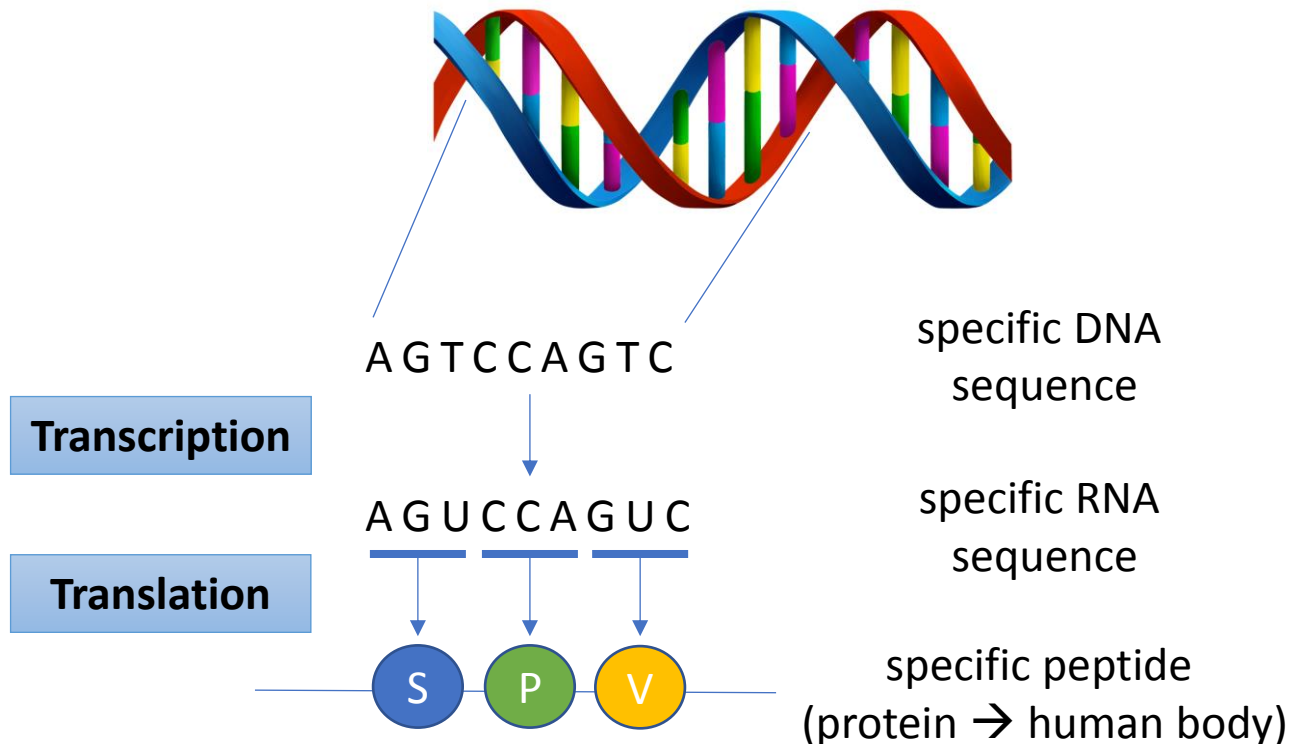 A G T C C A G T C
specific DNA
sequence
Transcription
A G U C C A G U C
specific RNA
sequence
Translation
S P V
specific peptide
(protein → human body)